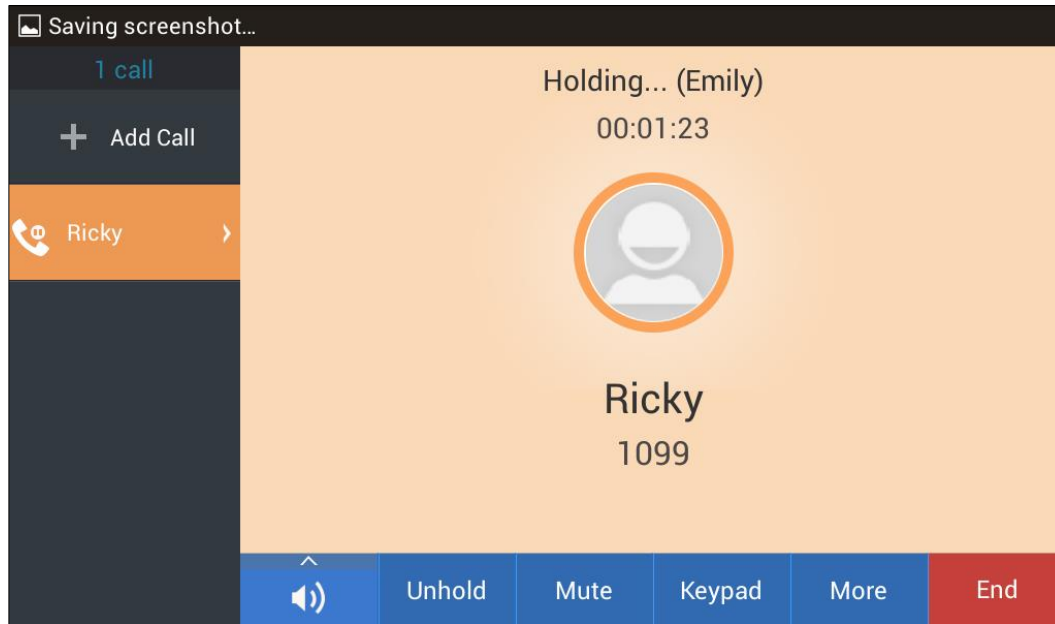 Saving screenshot...
1 call
Add Call
Ricky
Holding... (Emily)
00:01:23
Ricky
1099
Unhold
Mute
Keypad
More
End